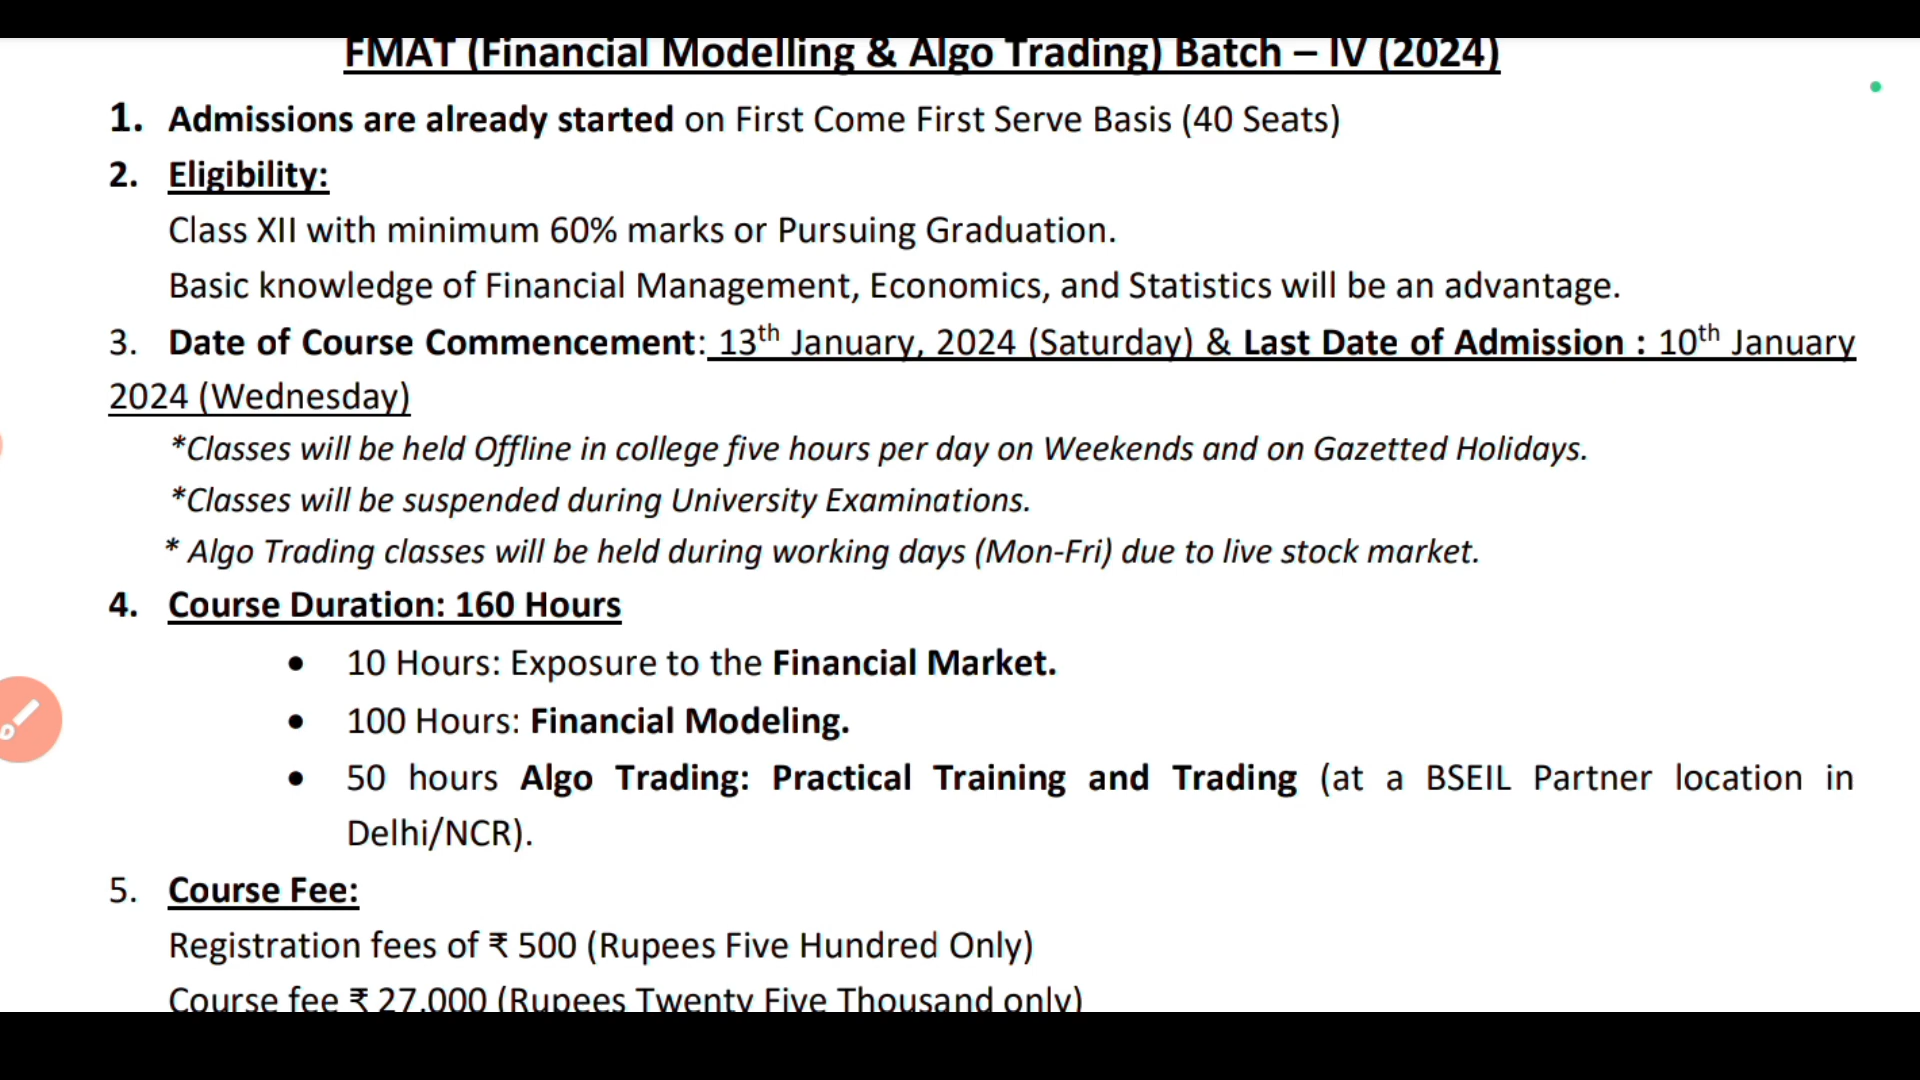 FMAT (Financial Modelling & Algo Trading) Batch – IV (2024)
1. Admissions are already started on First Come First Serve Basis (40 Seats)
2. Eligibility:
Class XII with minimum 60% marks or Pursuing Graduation.
Basic knowledge of Financial Management, Economics, and Statistics will be an advantage.
3. Date of Course Commencement: 13th January, 2024 (Saturday) & Last Date of Admission : 10th January
2024 (Wednesday)
*Classes will be held Offline in college five hours per day on Weekends and on Gazetted Holidays.
*Classes will be suspended during University Examinations.
* Algo Trading classes will be held during working days (Mon-Fri) due to live stock market.
4. Course Duration: 160 Hours
• 10 Hours: Exposure to the Financial Market.
• 100 Hours: Financial Modeling.
• 50 hours Algo Trading: Practical Training and Trading (at a BSEIL Partner location in
Delhi/NCR).
5. Course Fee:
Registration fees of ₹ 500 (Rupees Five Hundred Only)
Course fee ₹ 27,000 (Rupees Twenty Five Thousand only)